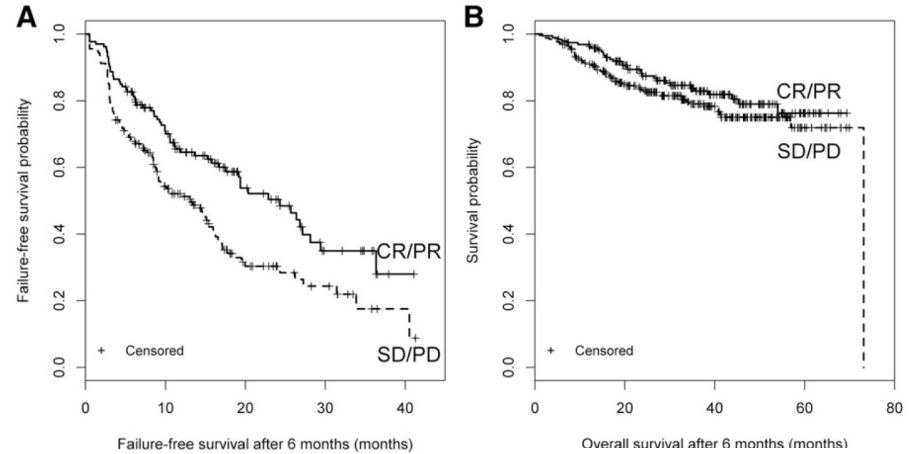 A
Failure-free survival probability
1.0
0.8
0.6
0.4
0.2
0.0
CR/PR
SD/PD
+ Censored
0 10 20 30 40
Failure-free survival after 6 months (months)
B
Survival probability
1.0
0.8
0.6
0.4
0.2
0.0
CR/PR
SD/PD
+ Censored
0 20 40 60 80
Overall survival after 6 months (months)